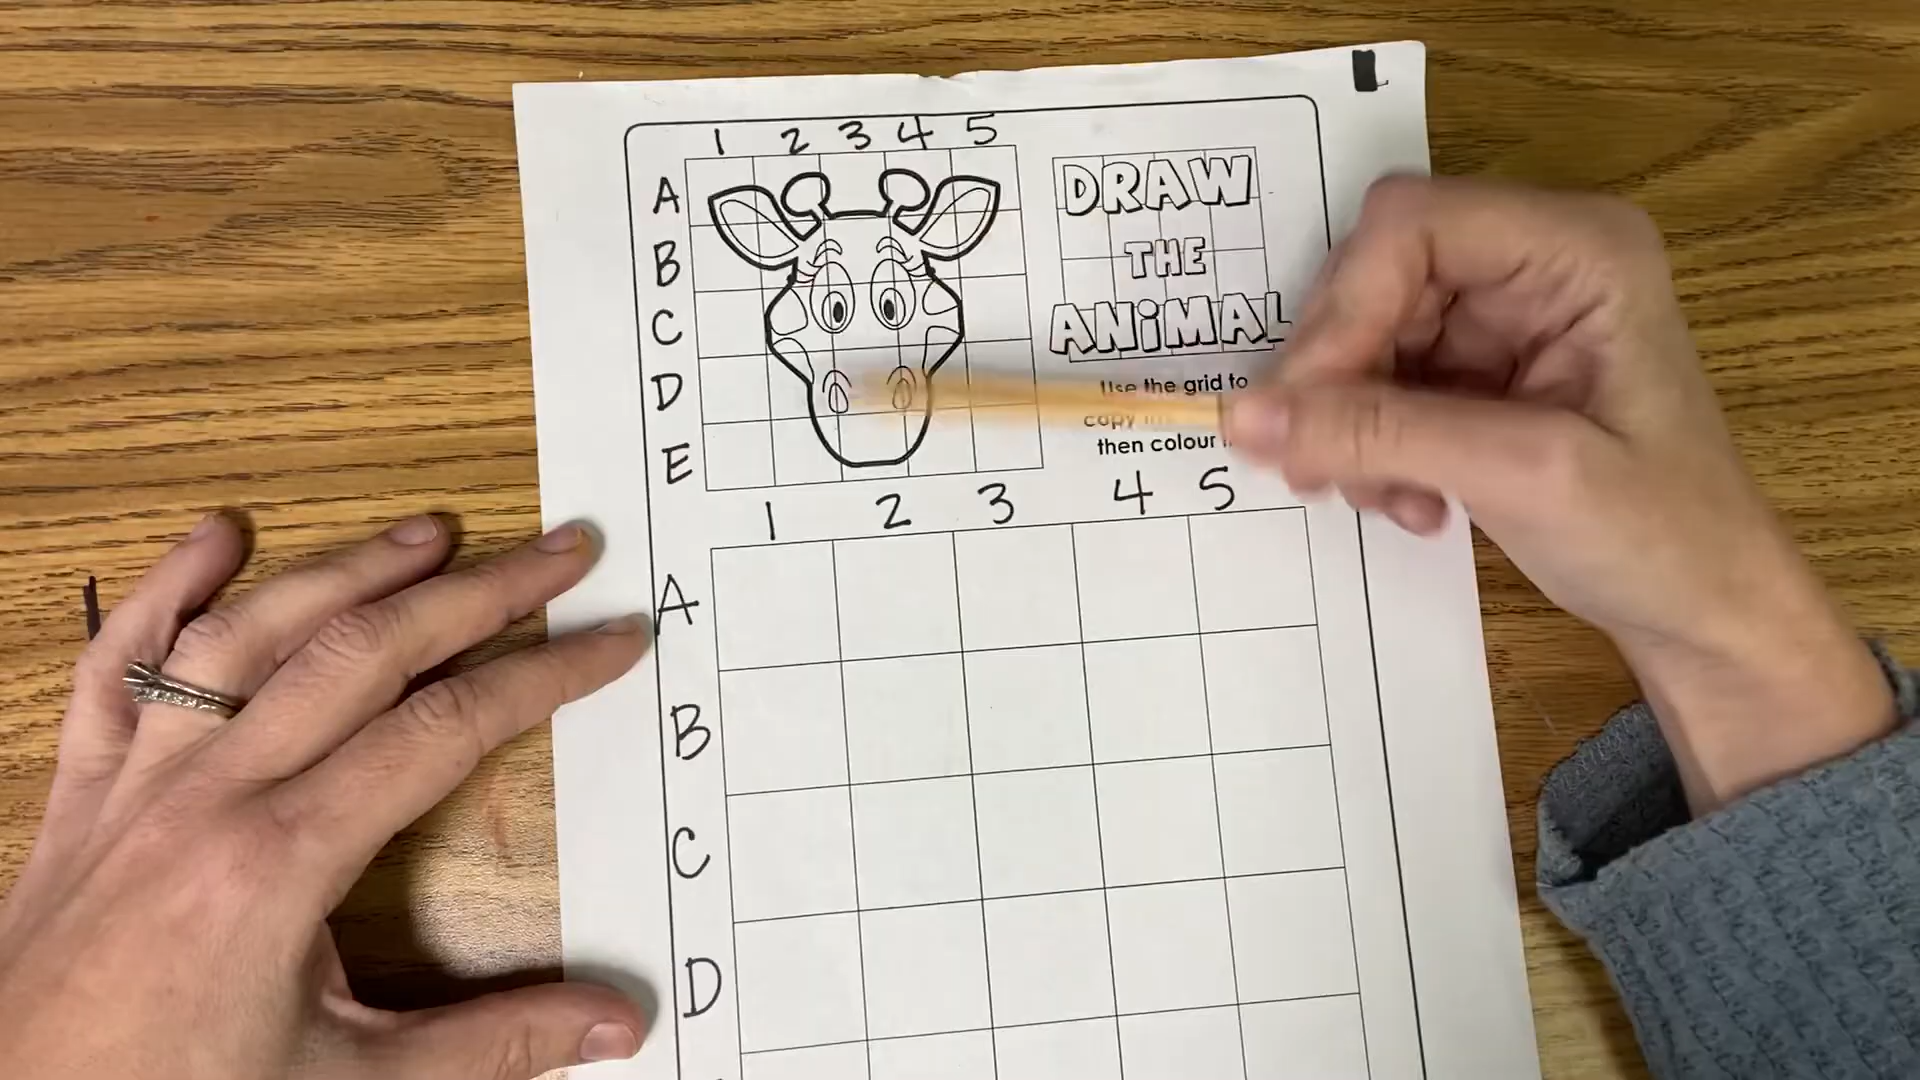 1 2 3 4 5
A
B
C
D
E
DRAW
THE
ANiMAL
Use the grid to
copy
then colour
1 2 3 4 5
A
B
C
D